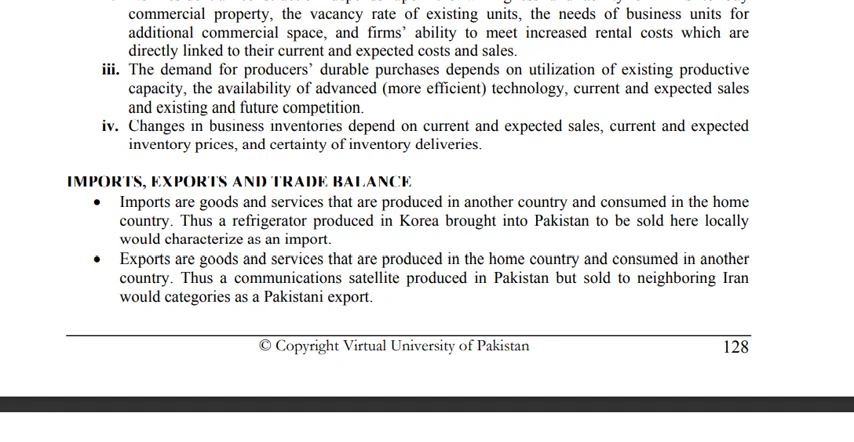 commercial property, the vacancy rate of existing units, the needs of business units for
additional commercial space, and firms' ability to meet increased rental costs which are
directly linked to their current and expected costs and sales.
iii. The demand for producers' durable purchases depends on utilization of existing productive
capacity, the availability of advanced (more efficient) technology, current and expected sales
and existing and future competition.
iv. Changes in business inventories depend on current and expected sales, current and expected
inventory prices, and certainty of inventory deliveries.
IMPORTS, EXPORTS AND TRADE BALANCE
• Imports are goods and services that are produced in another country and consumed in the home
country. Thus a refrigerator produced in Korea brought into Pakistan to be sold here locally
would characterize as an import.
• Exports are goods and services that are produced in the home country and consumed in another
country. Thus a communications satellite produced in Pakistan but sold to neighboring Iran
would categories as a Pakistani export.
© Copyright Virtual University of Pakistan 128